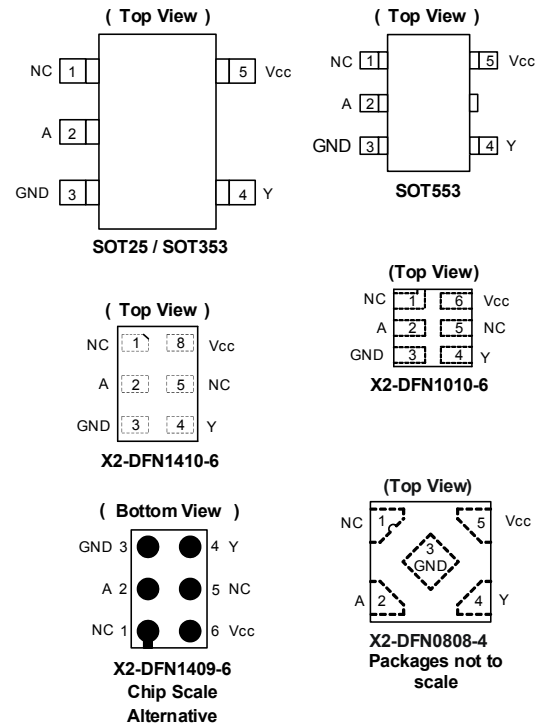 ( Top View )
NC 1 5 Vcc
A 2
GND 3 4 Y
SOT25 / SOT353
( Top View )
NC 1 5 Vcc
A 2
GND 3 4 Y
SOT553
( Top View )
NC 1 8 Vcc
A 2 5 NC
GND 3 4 Y
X2-DFN1410-6
(Top View)
NC 1 6 Vcc
A 2 5 NC
GND 3 4 Y
X2-DFN1010-6
( Bottom View )
GND 3 4 Y
A 2 5 NC
NC 1 6 Vcc
X2-DFN1409-6
Chip Scale
Alternative
(Top View)
NC 1 5 Vcc
3
GND
A 2 4 Y
X2-DFN0808-4
Packages not to
scale